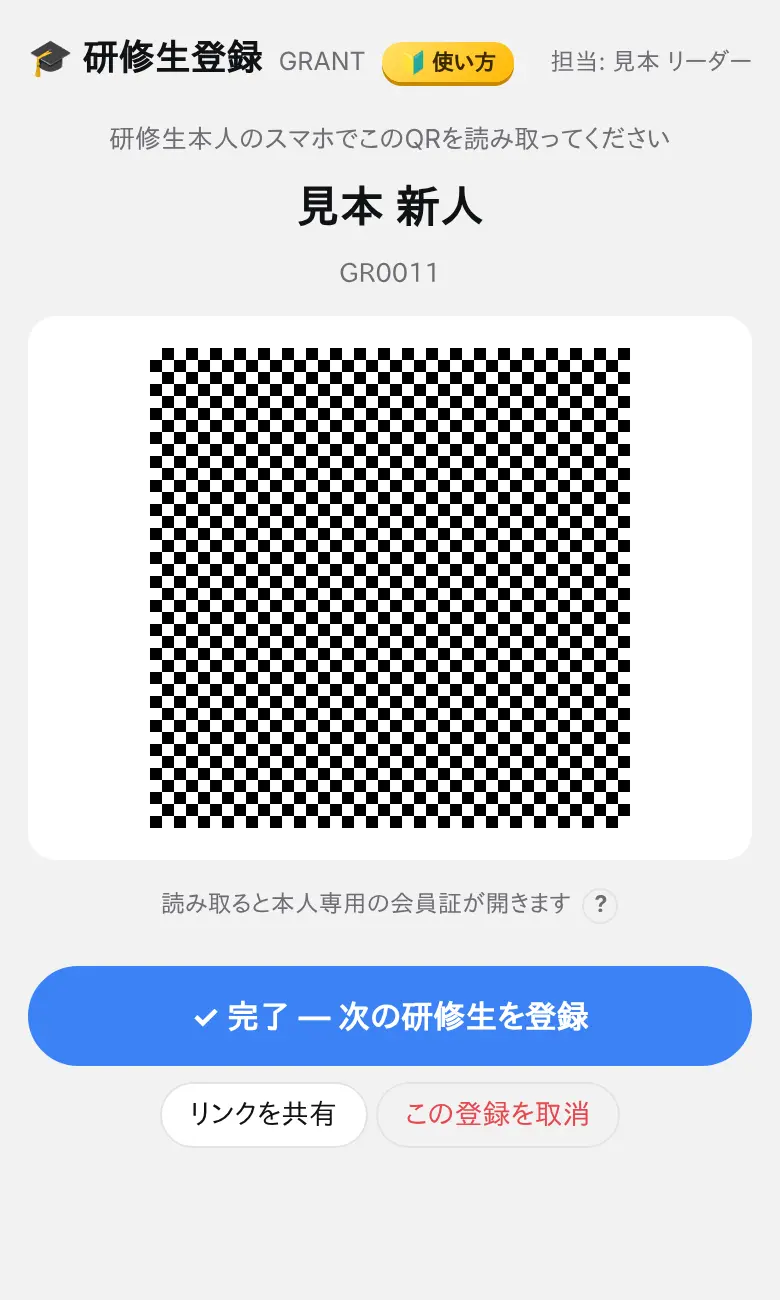 研修生登録 GRANT 使い方 担当: 見本 リーダー
研修生本人のスマホでこのQRを読み取ってください
見本 新人
GR0011
読み取ると本人専用の会員証が開きます ?
✓ 完了 — 次の研修生を登録
リンクを共有 この登録を取消